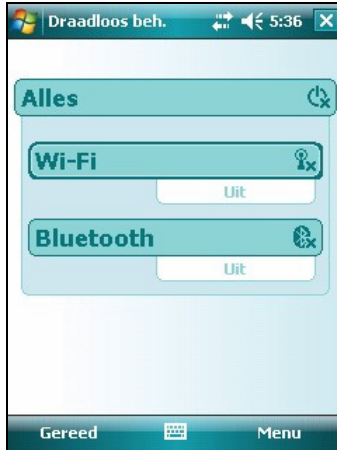 Draadloos beh. 5:36
Alles
Wi-Fi
Uit
Bluetooth
Uit
Gereed Menu